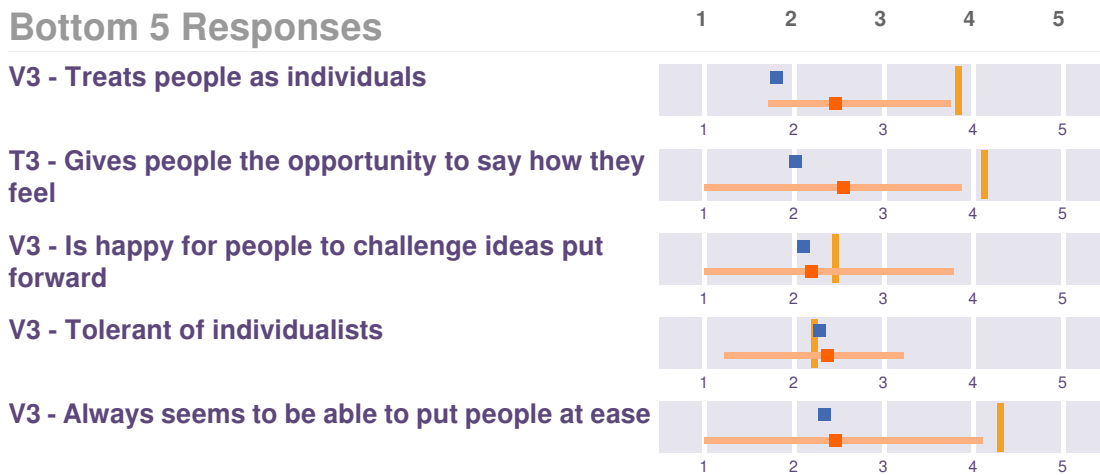 Bottom 5 Responses
1 2 3 4 5
V3 - Treats people as individuals
1 2 3 4 5
T3 - Gives people the opportunity to say how they
feel
1 2 3 4 5
V3 - Is happy for people to challenge ideas put
forward
1 2 3 4 5
V3 - Tolerant of individualists
1 2 3 4 5
V3 - Always seems to be able to put people at ease
1 2 3 4 5